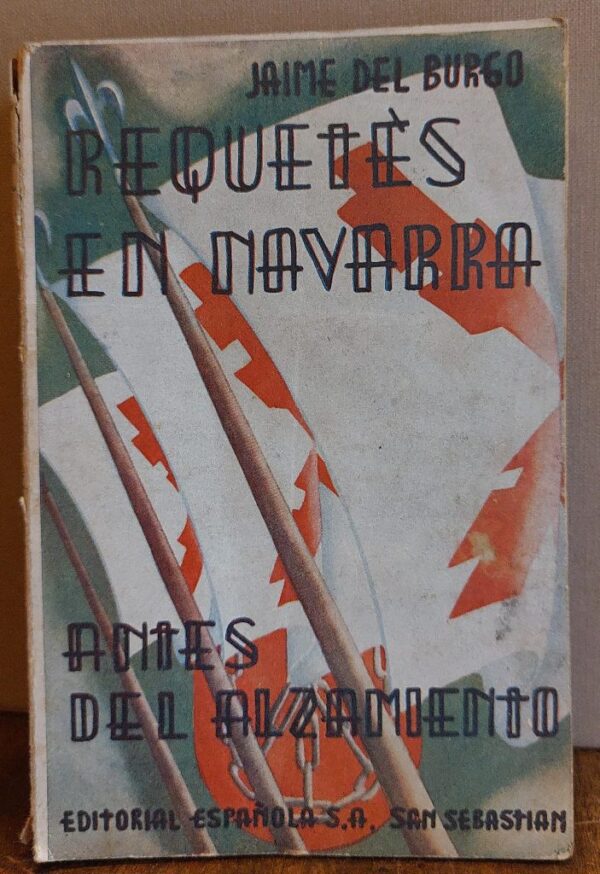 JAIME DEL BURGO
REQUETÈS
EN NAVARRA
ANTES
DEL ALZAMIENTO
EDITORIAL ESPAÑOLA S.A. SAN SEBASTIAN